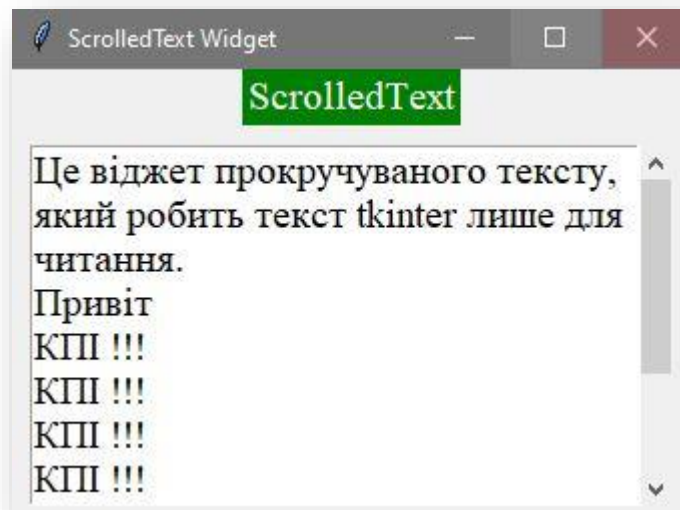 ScrolledText Widget
ScrolledText
Це віджет прокручуваного тексту,
який робить текст tkinter лише для
читання.
Привіт
КПІ !!!
КПІ !!!
КПІ !!!
КПІ !!!